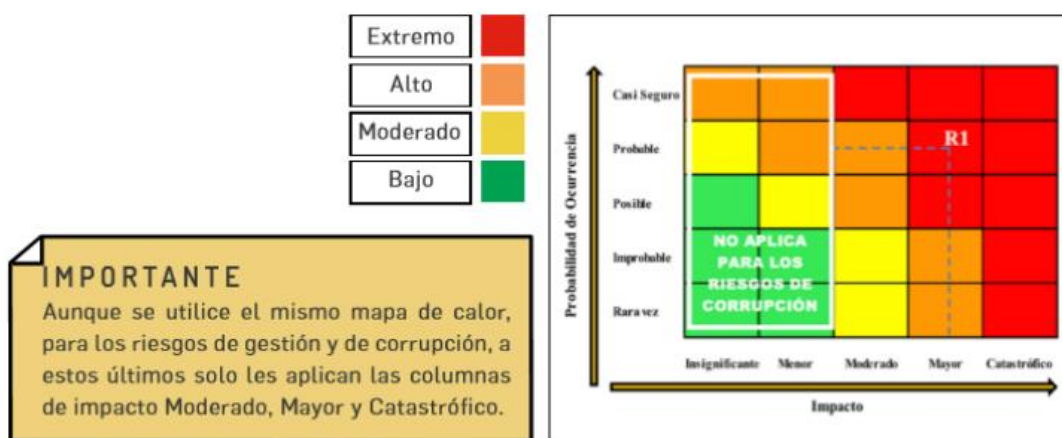 Extremo
Alto
Moderado
Bajo
IMPORTANTE
Aunque se utilice el mismo mapa de calor,
para los riesgos de gestión y de corrupción, a
estos últimos solo les aplican las columnas
de impacto Moderado, Mayor y Catastrófico.
Probabilidad de Ocurrencia
Casi Seguro
Probable
Posible
Improbable
Rara vez
R1
NO APLICA
PARA LOS
RIESGOS DE
CORRUPCIÓN
Insignificante Menor Moderado Mayor Catastrófico
Impacto